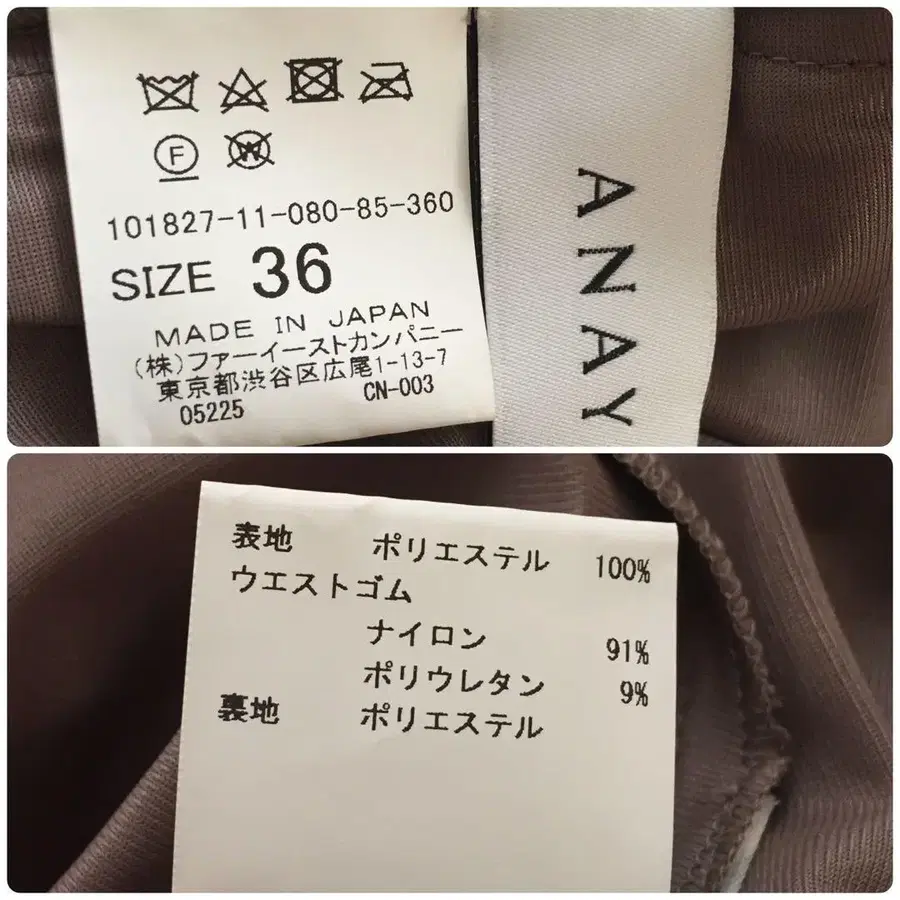 F W
101827-11-080-85-360
SIZE 36
MADE IN JAPAN
(株)ファーイーストカンパニー
東京都渋谷区広尾1-13-7
05225 CN-003
ANAY
表地 ポリエステル 100%
ウエストゴム
ナイロン 91%
ポリウレタン 9%
裏地 ポリエステル